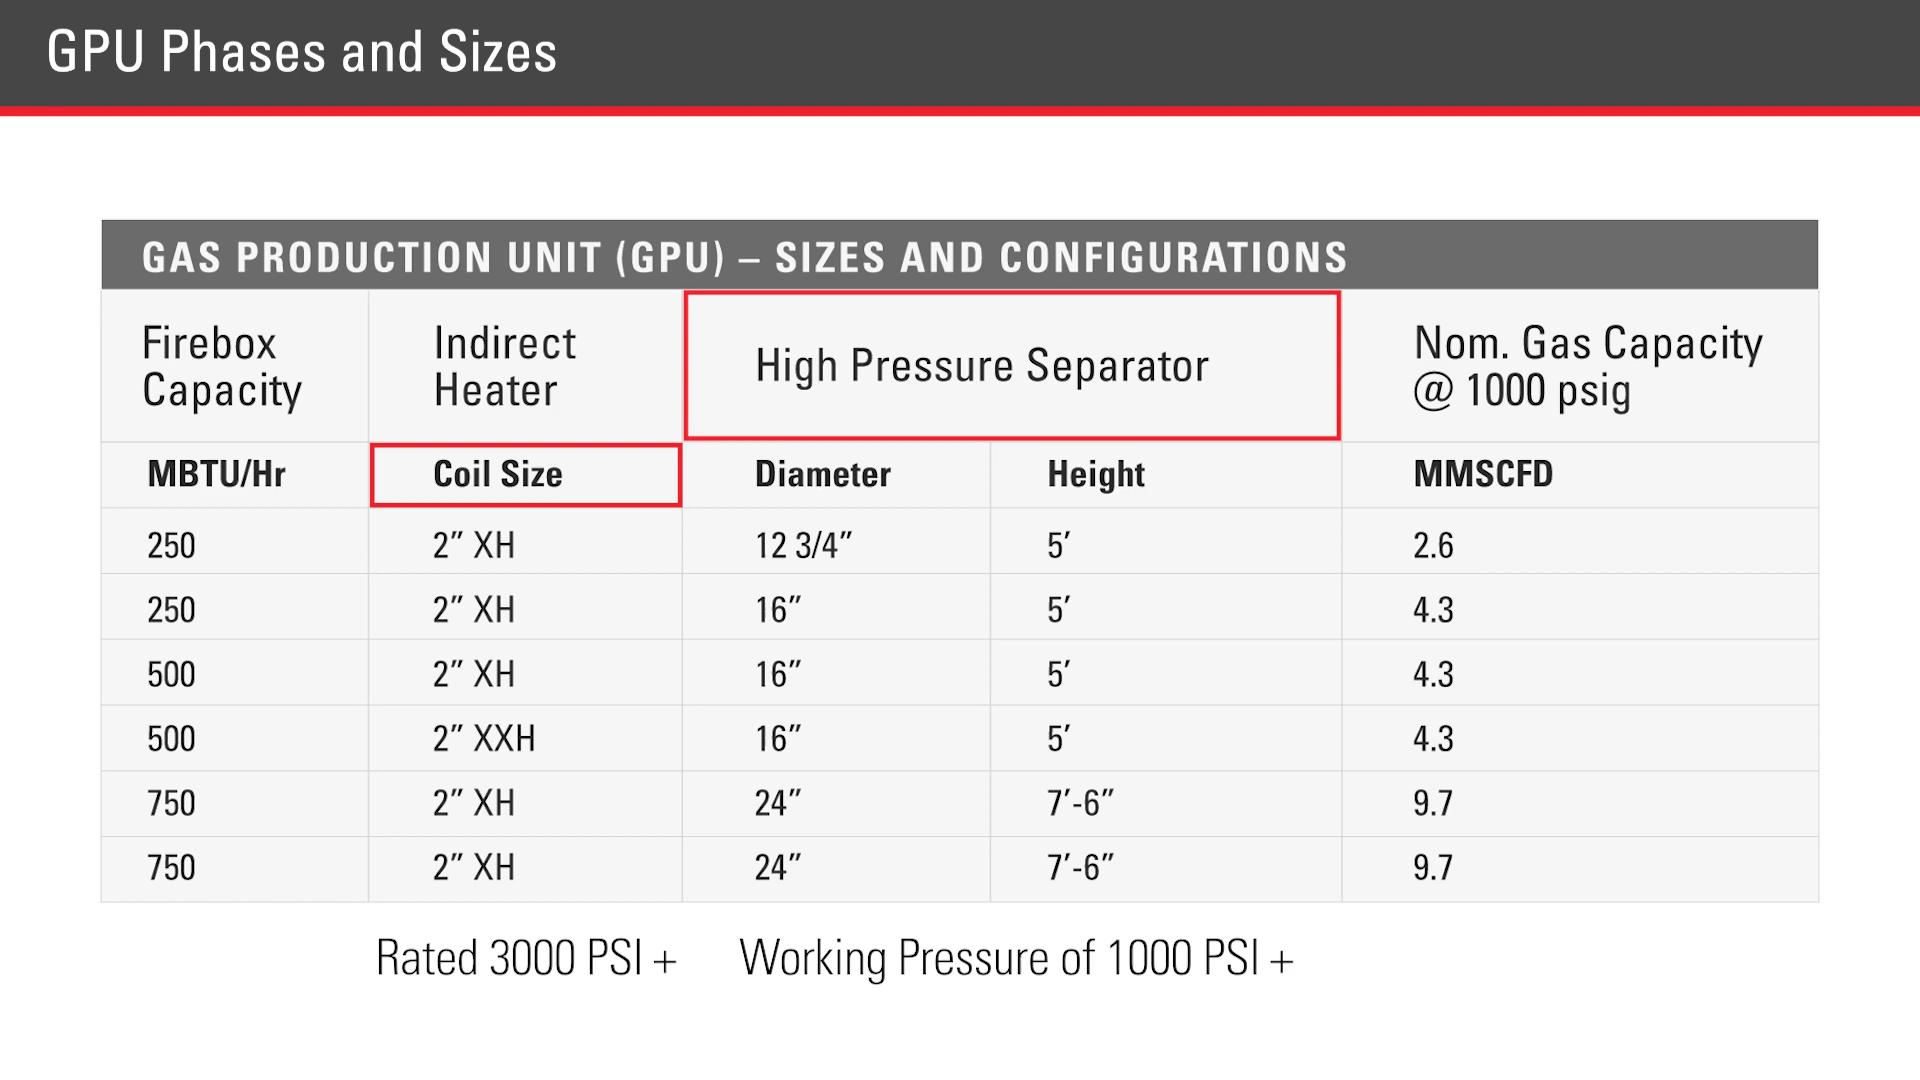 GPU Phases and Sizes
GAS PRODUCTION UNIT (GPU) – SIZES AND CONFIGURATIONS
Firebox Capacity
Indirect Heater
High Pressure Separator
Nom. Gas Capacity @ 1000 psig
MBTU/Hr Coil Size Diameter Height MMSCFD
250 2” XH 12 3/4” 5’ 2.6
250 2” XH 16” 5’ 4.3
500 2” XH 16” 5’ 4.3
500 2” XXH 16” 5’ 4.3
750 2” XH 24” 7’-6” 9.7
750 2” XH 24” 7’-6” 9.7
Rated 3000 PSI + Working Pressure of 1000 PSI +